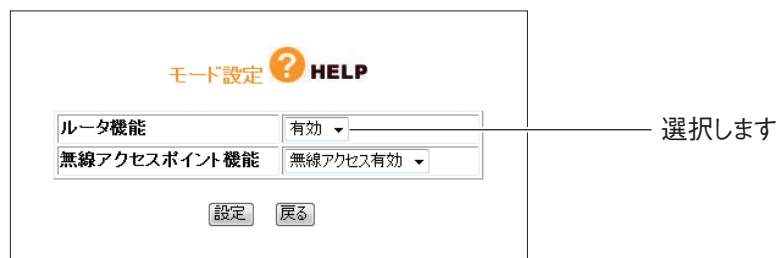 モード設定 ? HELP
ルータ機能 有効 選択します
無線アクセスポイント機能 無線アクセス有効
設定 戻る